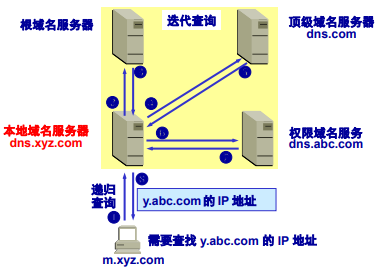 迭代查询
根域名服务器
顶级域名服务器
dns.com
本地域名服务器
dns.xyz.com
权限域名服务
dns.abc.com
递归
查询
y.abc.com 的 IP 地址
需要查找 y.abc.com 的 IP 地址
m.xyz.com